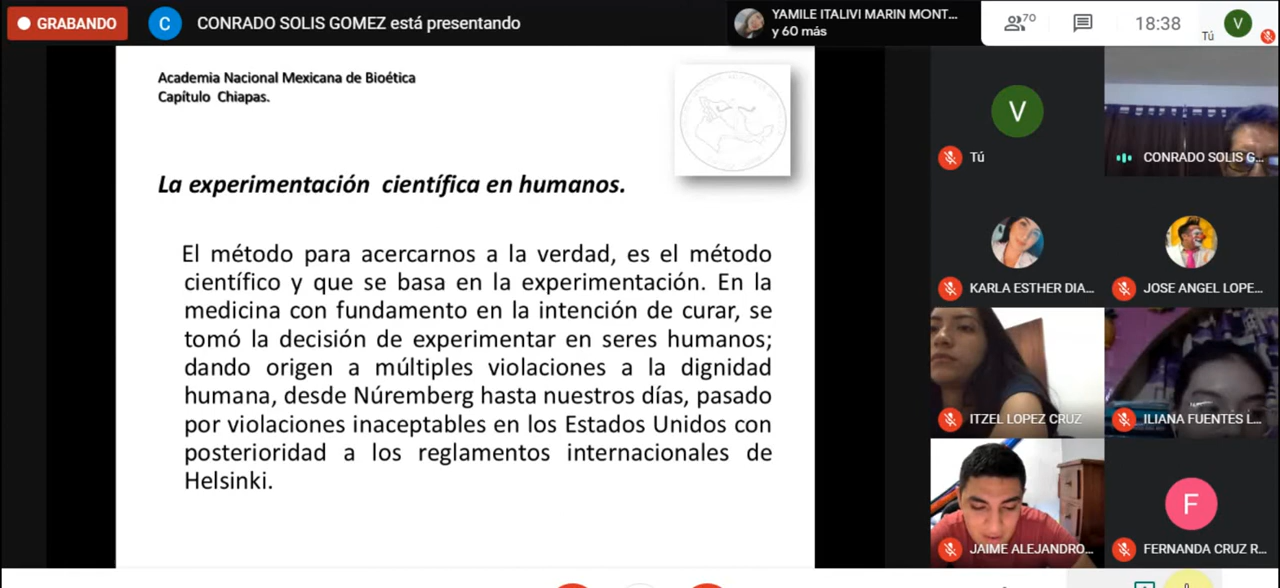 GRABANDO
C
CONRADO SOLIS GOMEZ está presentando
YAMILE ITALIVI MARIN MONT...
y 60 más
70
18:38
Tú
V
Academia Nacional Mexicana de Bioética
Capítulo Chiapas.
La experimentación científica en humanos.
El método para acercarnos a la verdad, es el método
científico y que se basa en la experimentación. En la
medicina con fundamento en la intención de curar, se
tomó la decisión de experimentar en seres humanos;
dando origen a múltiples violaciones a la dignidad
humana, desde Núremberg hasta nuestros días, pasado
por violaciones inaceptables en los Estados Unidos con
posterioridad a los reglamentos internacionales de
Helsinki.
V
Tú
CONRADO SOLIS G...
KARLA ESTHER DIA...
JOSE ANGEL LOPE...
ITZEL LOPEZ CRUZ
ILIANA FUENTES L...
JAIME ALEJANDRO...
F
FERNANDA CRUZ R...